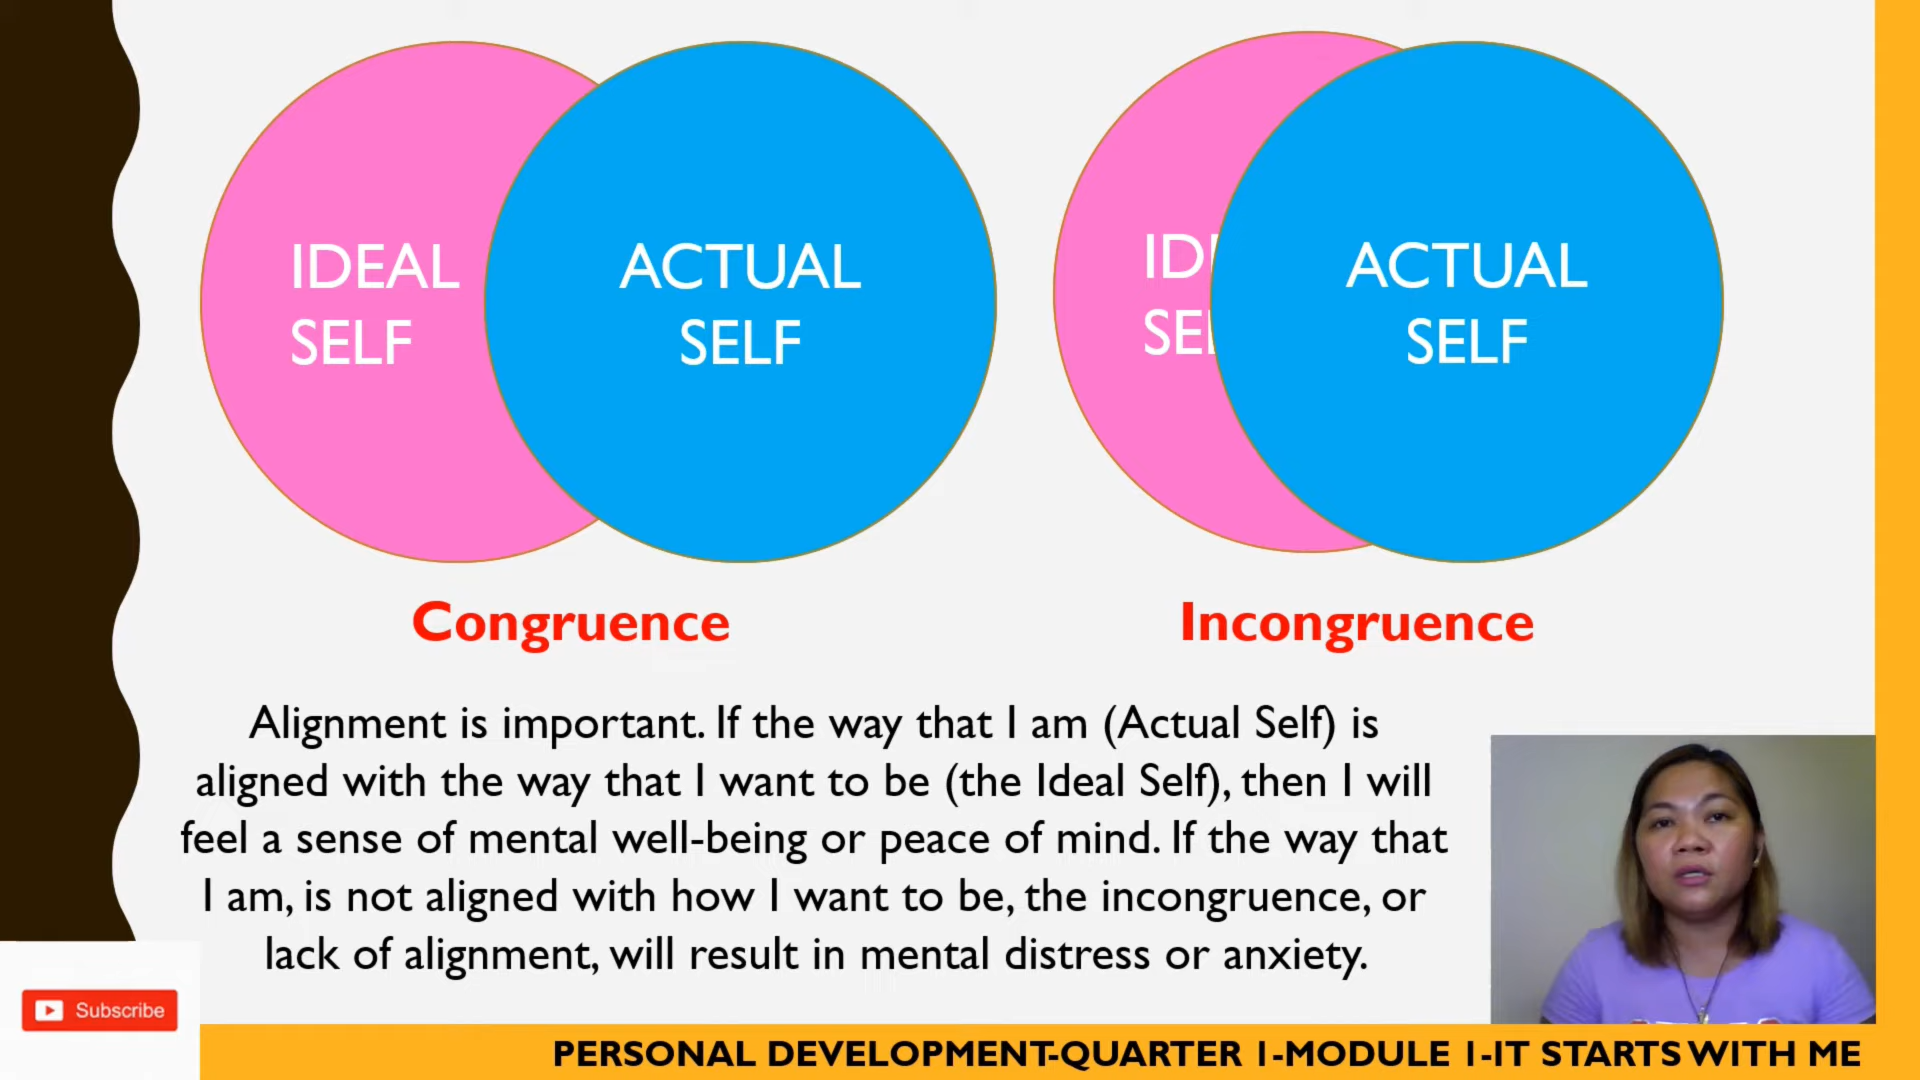 IDEAL
SELF
ACTUAL
SELF
IDE
SEL
ACTUAL
SELF
Congruence
Incongruence
Alignment is important. If the way that I am (Actual Self) is
aligned with the way that I want to be (the Ideal Self), then I will
feel a sense of mental well-being or peace of mind. If the way that
I am, is not aligned with how I want to be, the incongruence, or
lack of alignment, will result in mental distress or anxiety.
Subscribe
PERSONAL DEVELOPMENT-QUARTER 1-MODULE 1-IT STARTS WITH ME